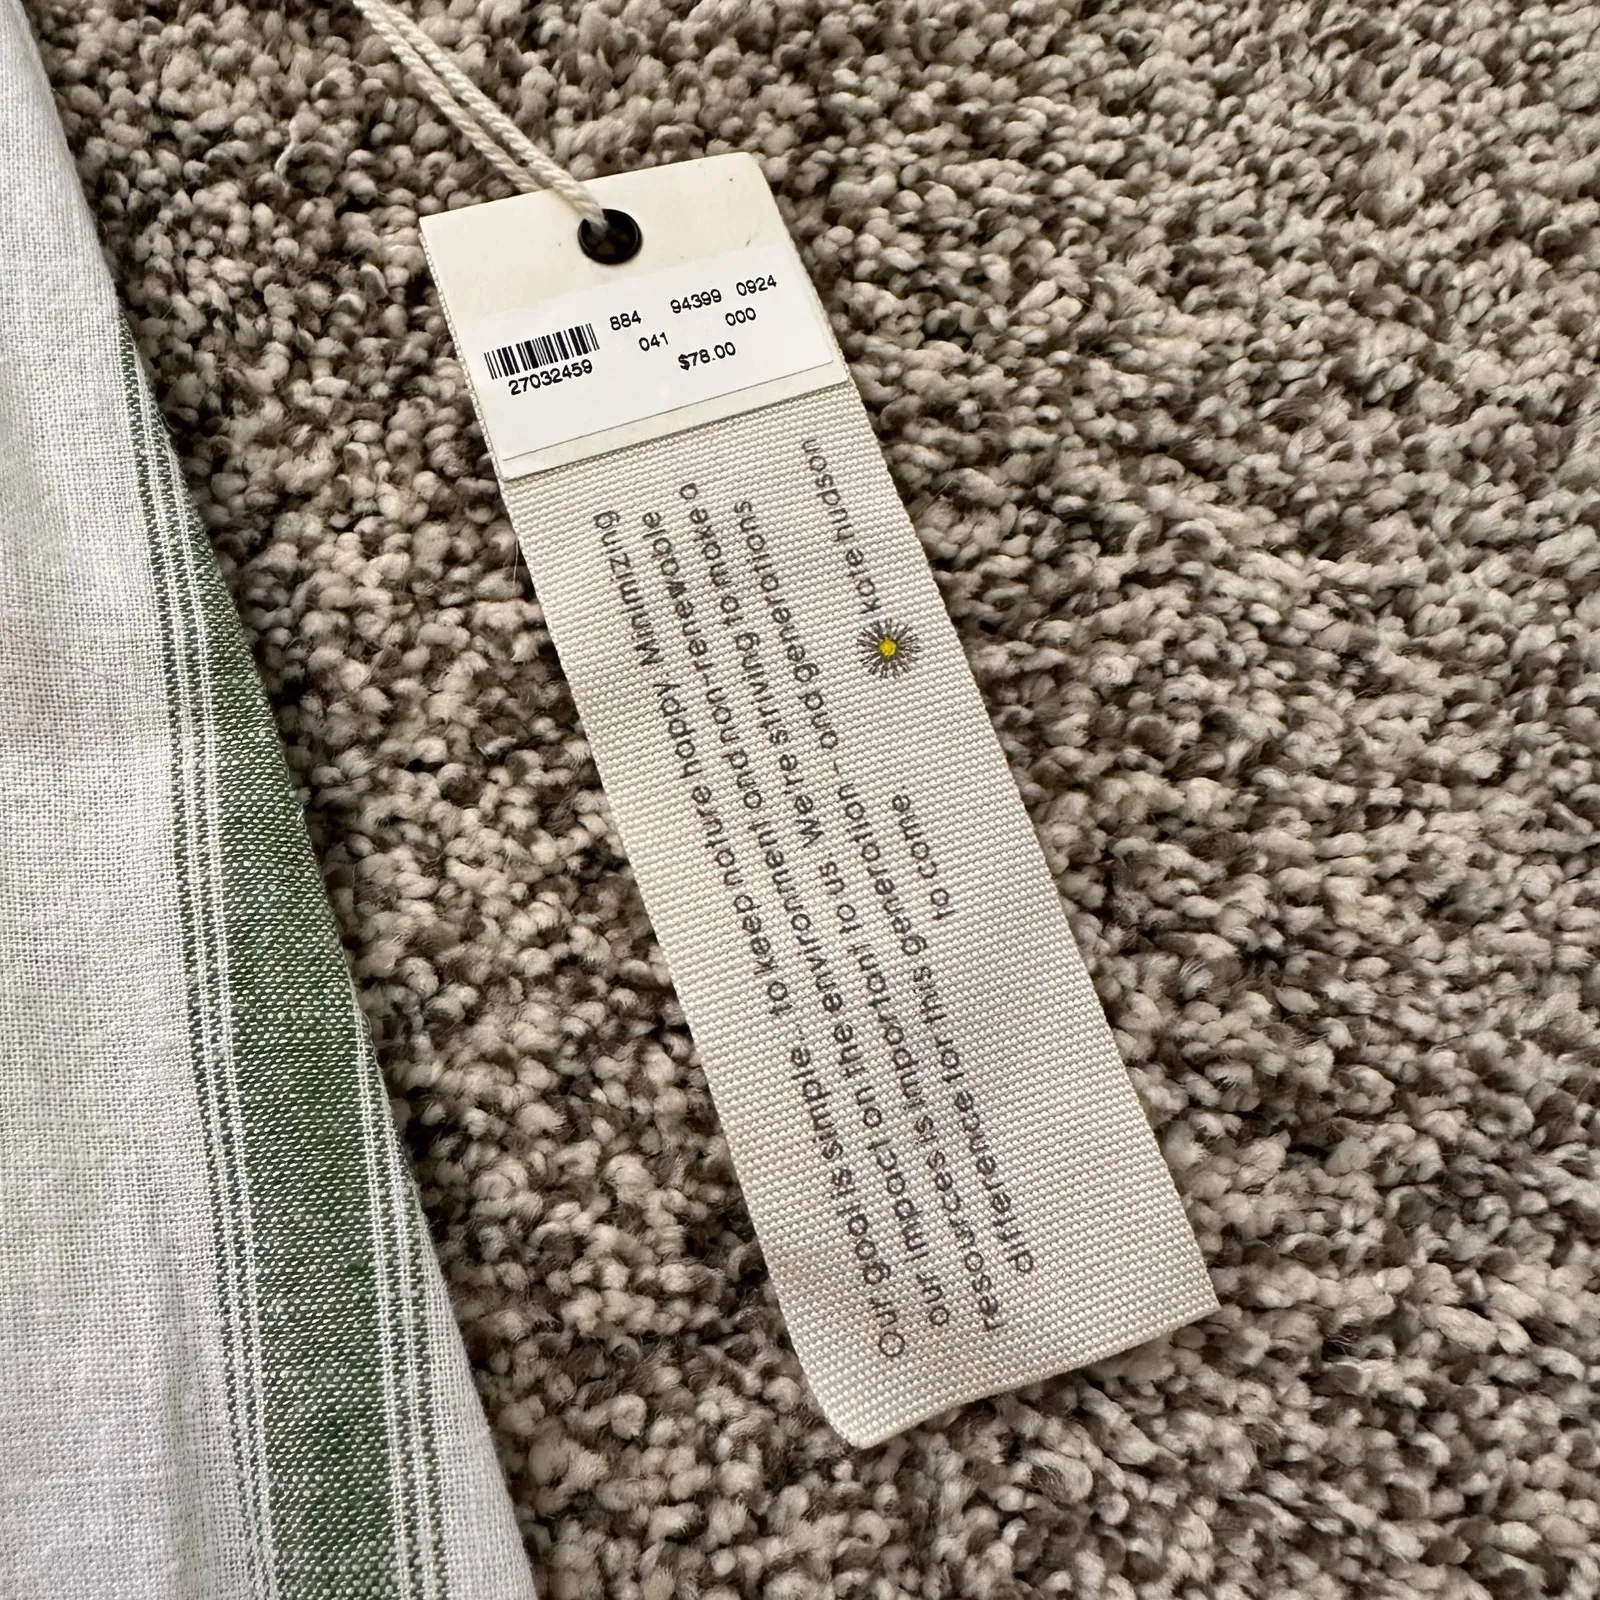 884 94399 0924
041 000
27032459 $78.00
Our goal is simple.. to keep nature happy. Minimizing
our impact on the environment and non-renewable
resources is important to us. We're striving to make a
difference for this generation - and generations
to come
kate hudson